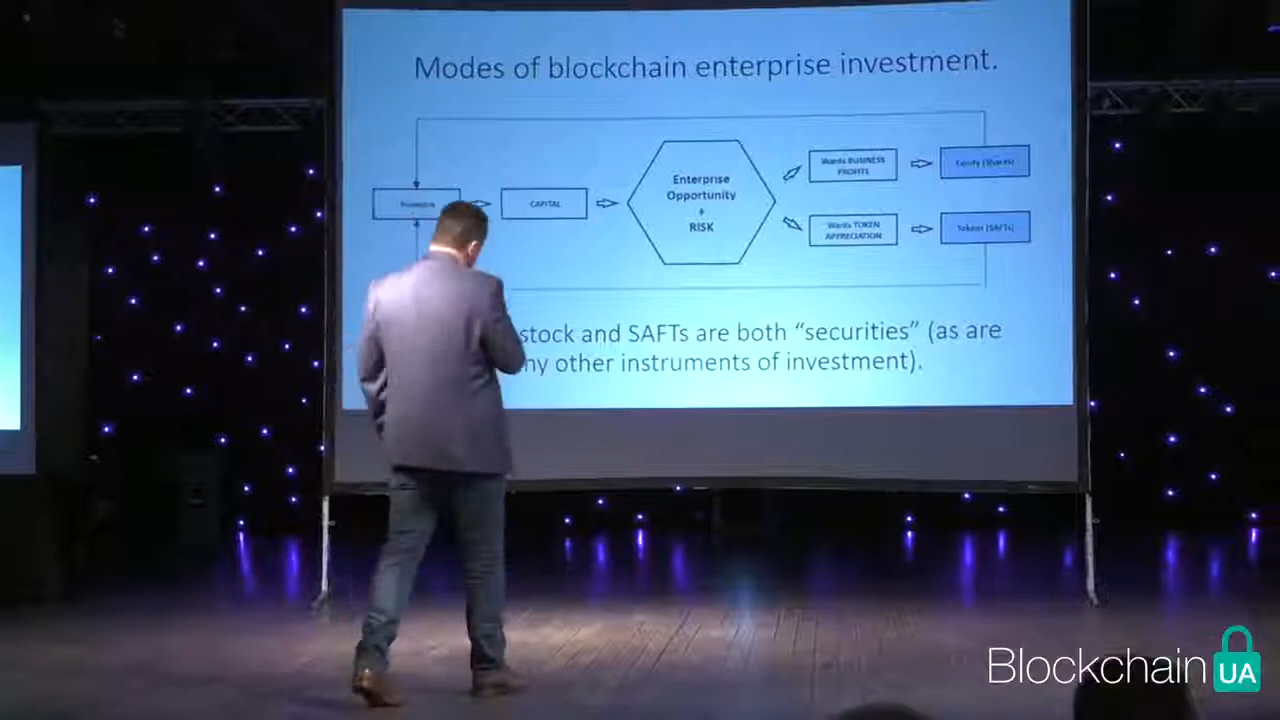 Modes of blockchain enterprise investment.
Wants BUSINESS
PROFITS
Equity (Shares)
Enterprise
Opportunity
+
RISK
CAPITAL
Wants TOKEN
APPRECIATION
Tokens (SAFTs)
stock and SAFTs are both “securities” (as are
other instruments of investment).
Blockchain
UA